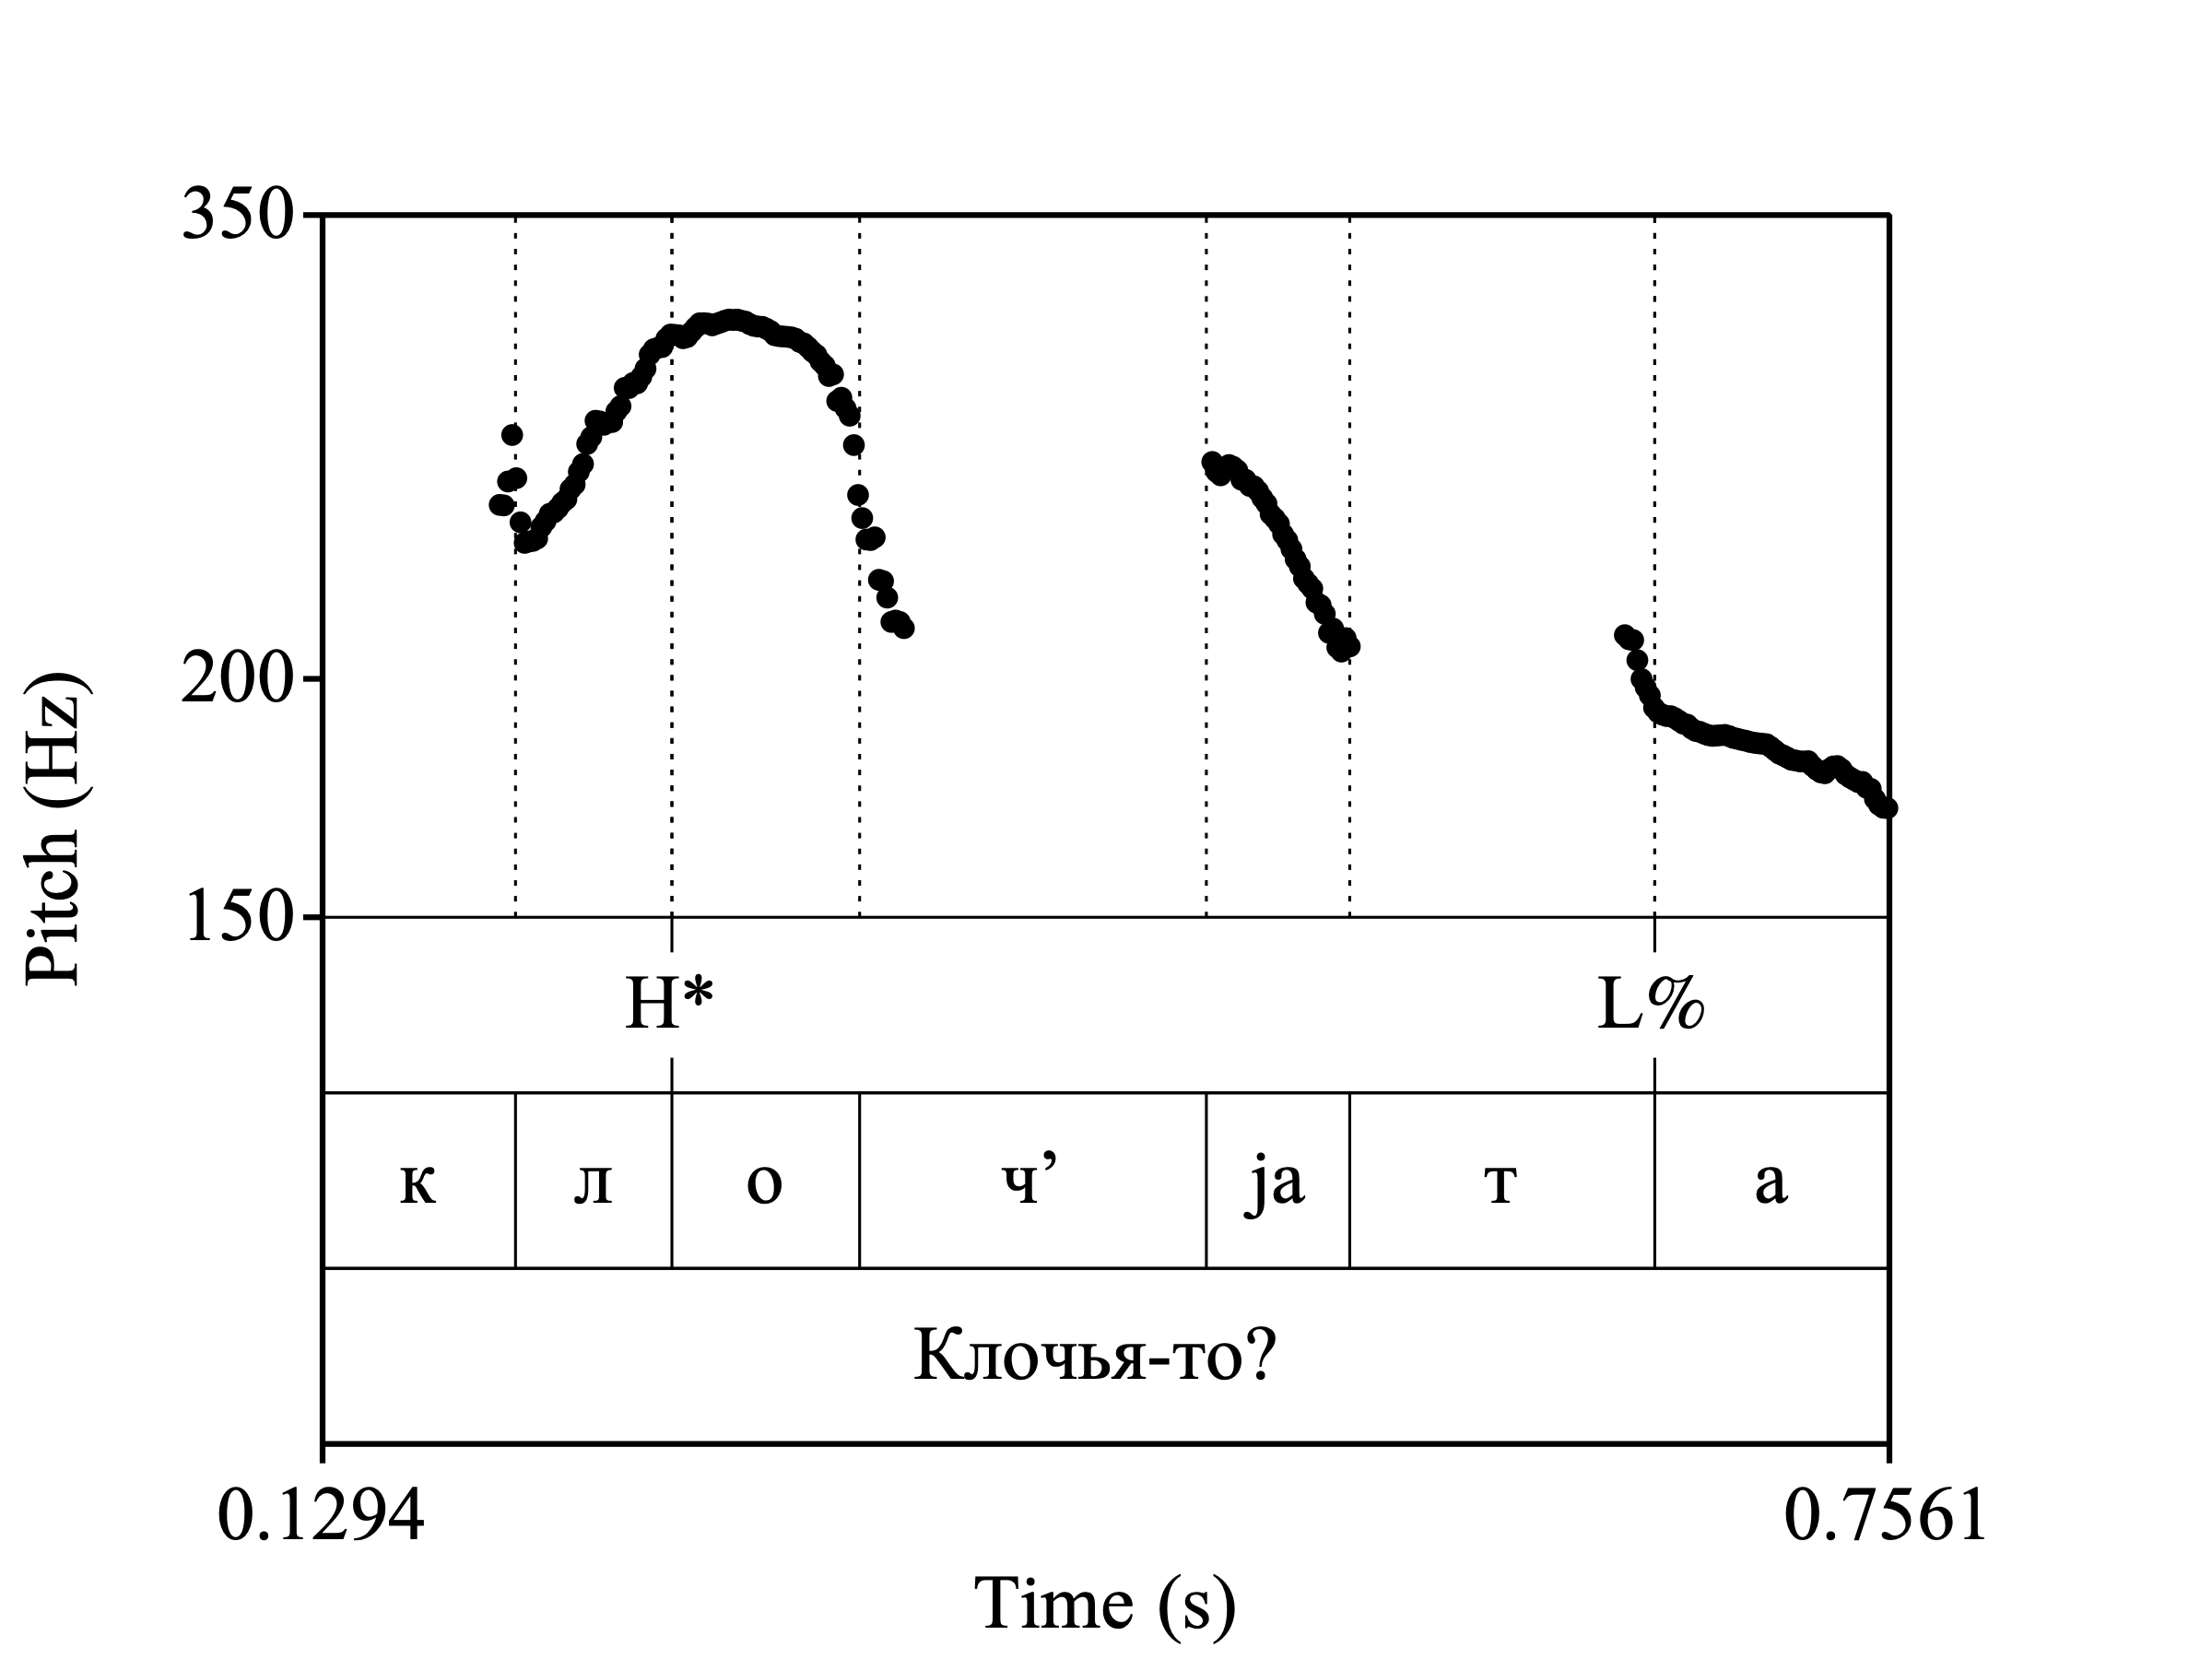 350
200
150
Pitch (Hz)
H* L%
к л о ч’ ja т а
Клочья-то?
0.1294 0.7561
Time (s)